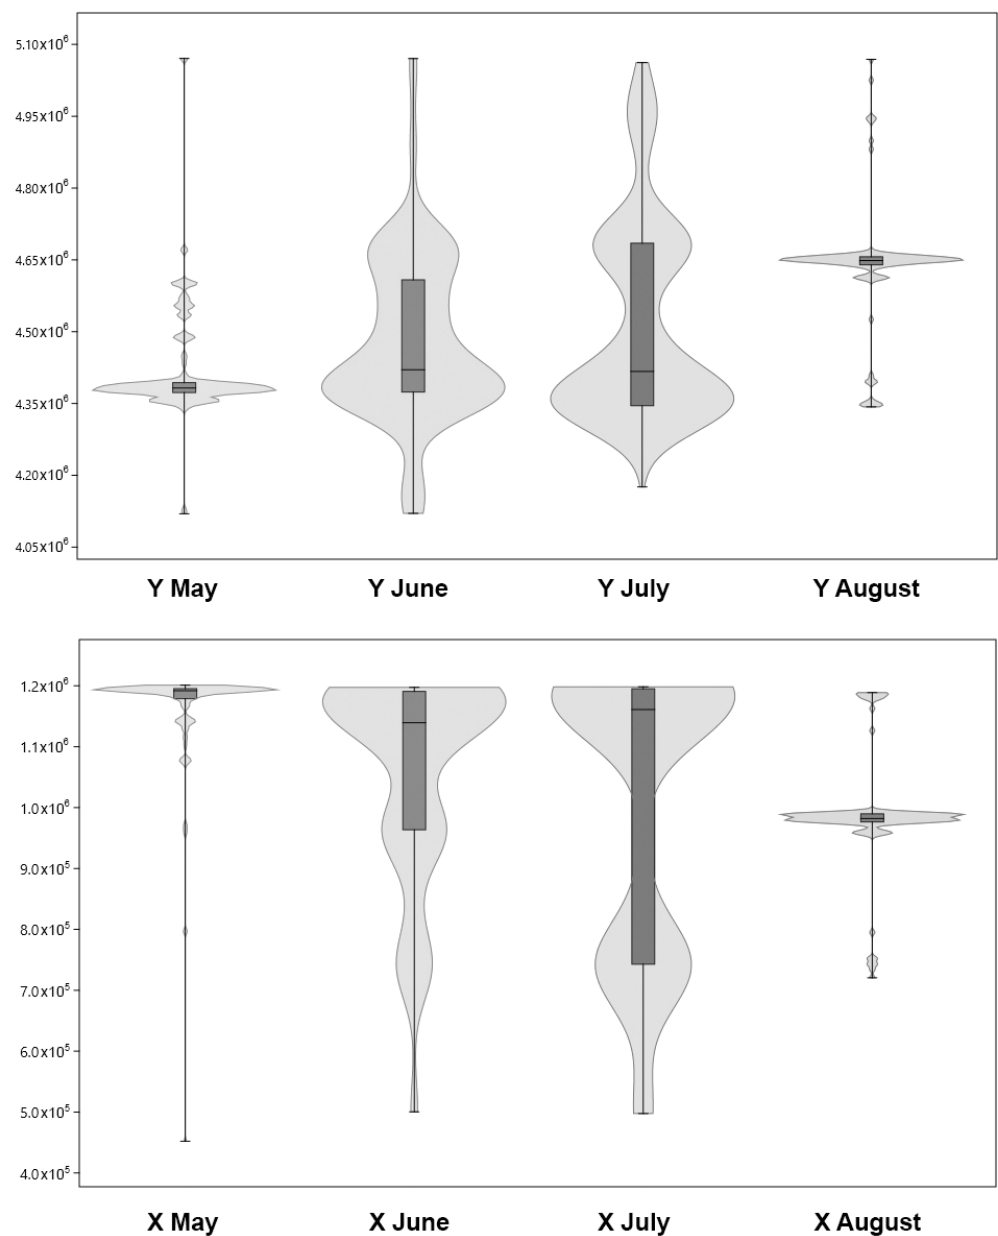 5.10x10⁶
4.95x10⁶
4.80x10⁶
4.65x10⁶
4.50x10⁶
4.35x10⁶
4.20x10⁶
4.05x10⁶
Y May Y June Y July Y August
1.2x10⁶
1.1x10⁶
1.0x10⁶
9.0x10⁵
8.0x10⁵
7.0x10⁵
6.0x10⁵
5.0x10⁵
4.0x10⁵
X May X June X July X August